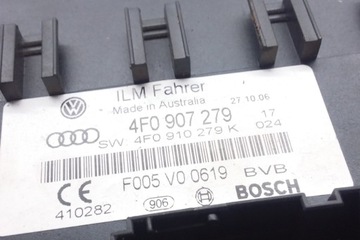 ILM Fahrer
Made in Australia 27.10.06
4F0 907 279 17
SW 4F0 910 279 K 024
F005 V0 0619 BVB
410282 906 BOSCH